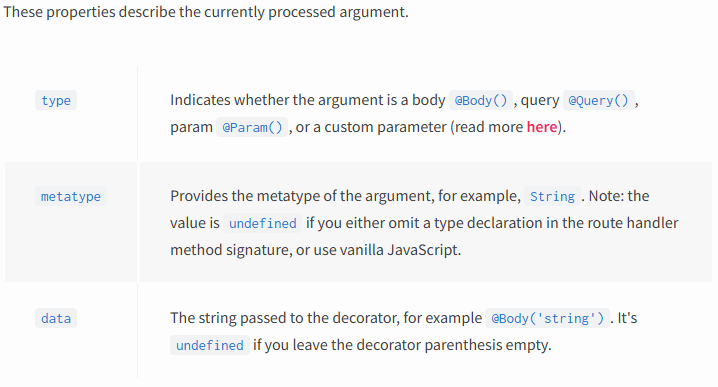 These properties describe the currently processed argument.
type
Indicates whether the argument is a body @Body(), query @Query(),
param @Param(), or a custom parameter (read more here).
metatype
Provides the metatype of the argument, for example, String. Note: the
value is undefined if you either omit a type declaration in the route handler
method signature, or use vanilla JavaScript.
data
The string passed to the decorator, for example @Body('string'). It's
undefined if you leave the decorator parenthesis empty.